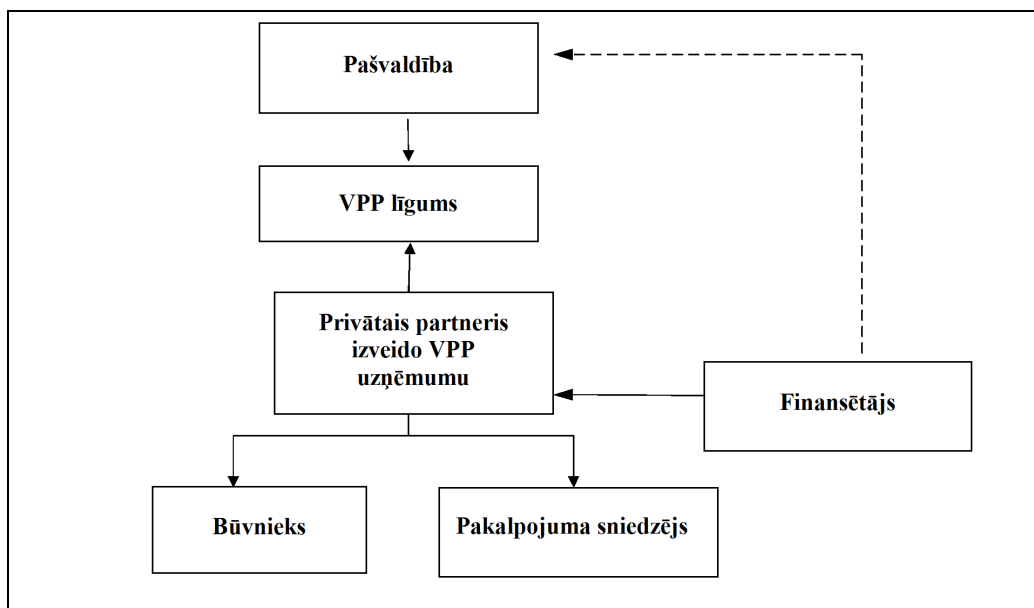 Pašvaldība
VPP līgums
Privātais partneris
izveido VPP
uzņēmumu
Finansētājs
Būvnieks
Pakalpojuma sniedzējs